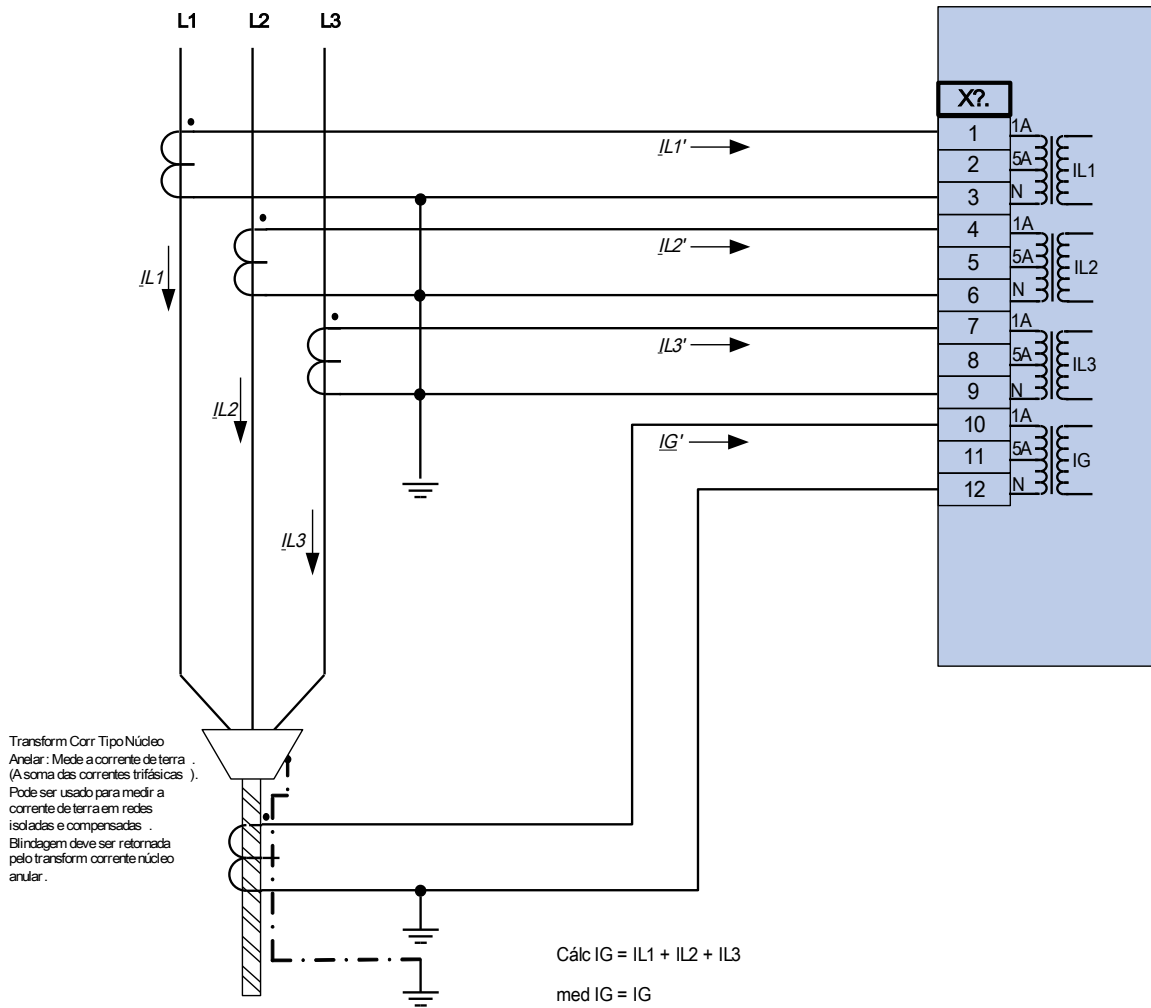 L1 L2 L3
X?.
1 1A
IL1'
2 5A IL1
3 N
4 1A
IL2'
5 5A IL2
IL1
6 N
7 1A
IL3'
8 5A IL3
9 N
IL2
10 1A
IG'
11 5A IG
12 N
IL3
Transform Corr Tipo Núcleo
Anelar: Mede a corrente de terra .
(A soma das correntes trifásicas ).
Pode ser usado para medir a
corrente de terra em redes
isoladas e compensadas .
Blindagem deve ser retornada
pelo transform corrente núcleo
anular.
Cálc IG = IL1 + IL2 + IL3
med IG = IG